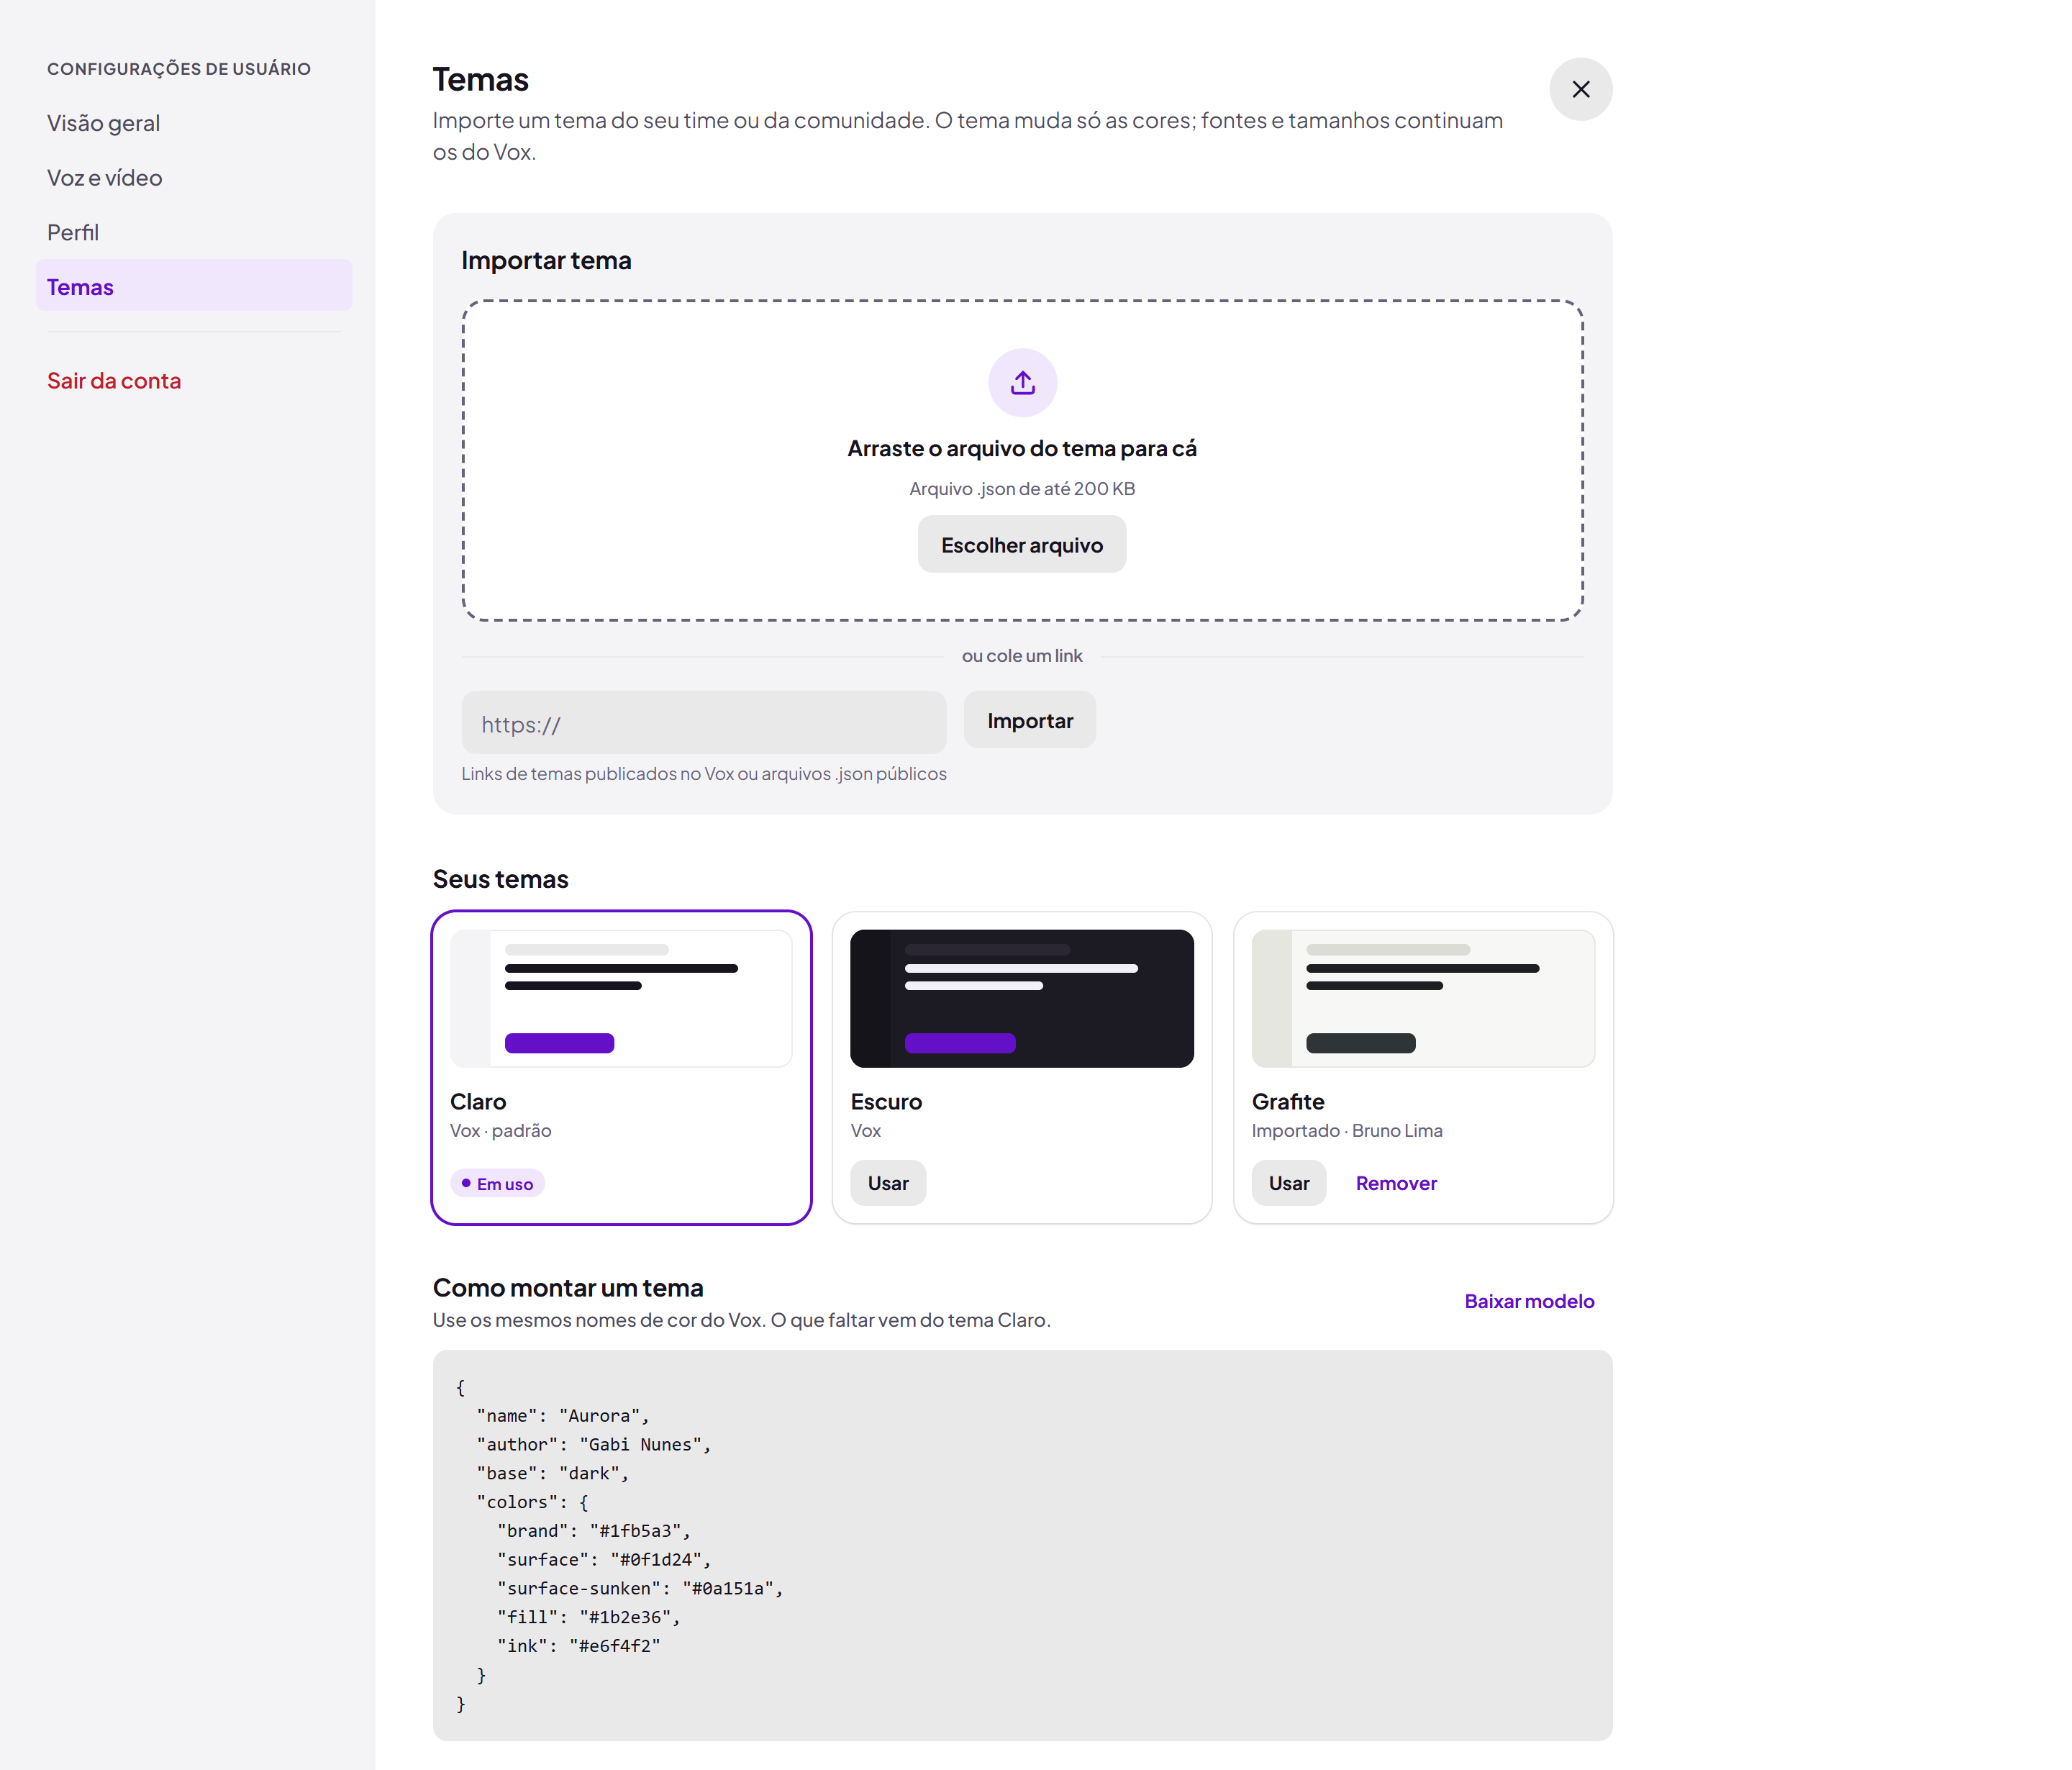 CONFIGURAÇÕES DE USUÁRIO
Visão geral
Voz e vídeo
Perfil
Temas
Sair da conta
Temas
Importe um tema do seu time ou da comunidade. O tema muda só as cores; fontes e tamanhos continuam
os do Vox.
Importar tema
Arraste o arquivo do tema para cá
Arquivo .json de até 200 KB
Escolher arquivo
ou cole um link
https://
Importar
Links de temas publicados no Vox ou arquivos .json públicos
Seus temas
Claro
Vox · padrão
Em uso
Escuro
Vox
Usar
Grafite
Importado · Bruno Lima
Usar
Remover
Como montar um tema
Use os mesmos nomes de cor do Vox. O que faltar vem do tema Claro.
Baixar modelo
{
  "name": "Aurora",
  "author": "Gabi Nunes",
  "base": "dark",
  "colors": {
    "brand": "#1fb5a3",
    "surface": "#0f1d24",
    "surface-sunken": "#0a151a",
    "fill": "#1b2e36",
    "ink": "#e6f4f2"
  }
}